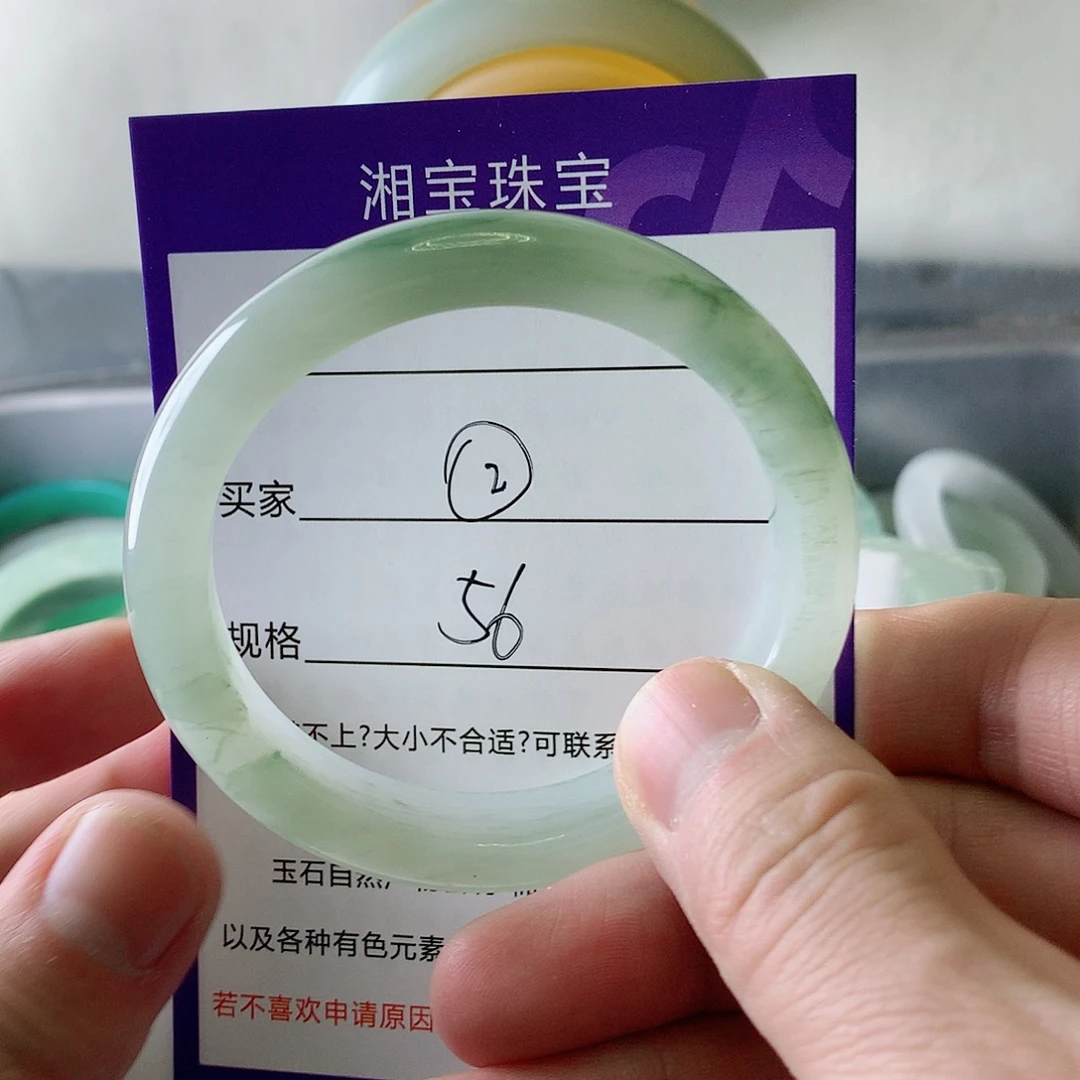 湘宝珠宝
买家 2
规格 56
不上?大小不合适?可联系
玉石自然
以及各种有色元素
若不喜欢申请原因